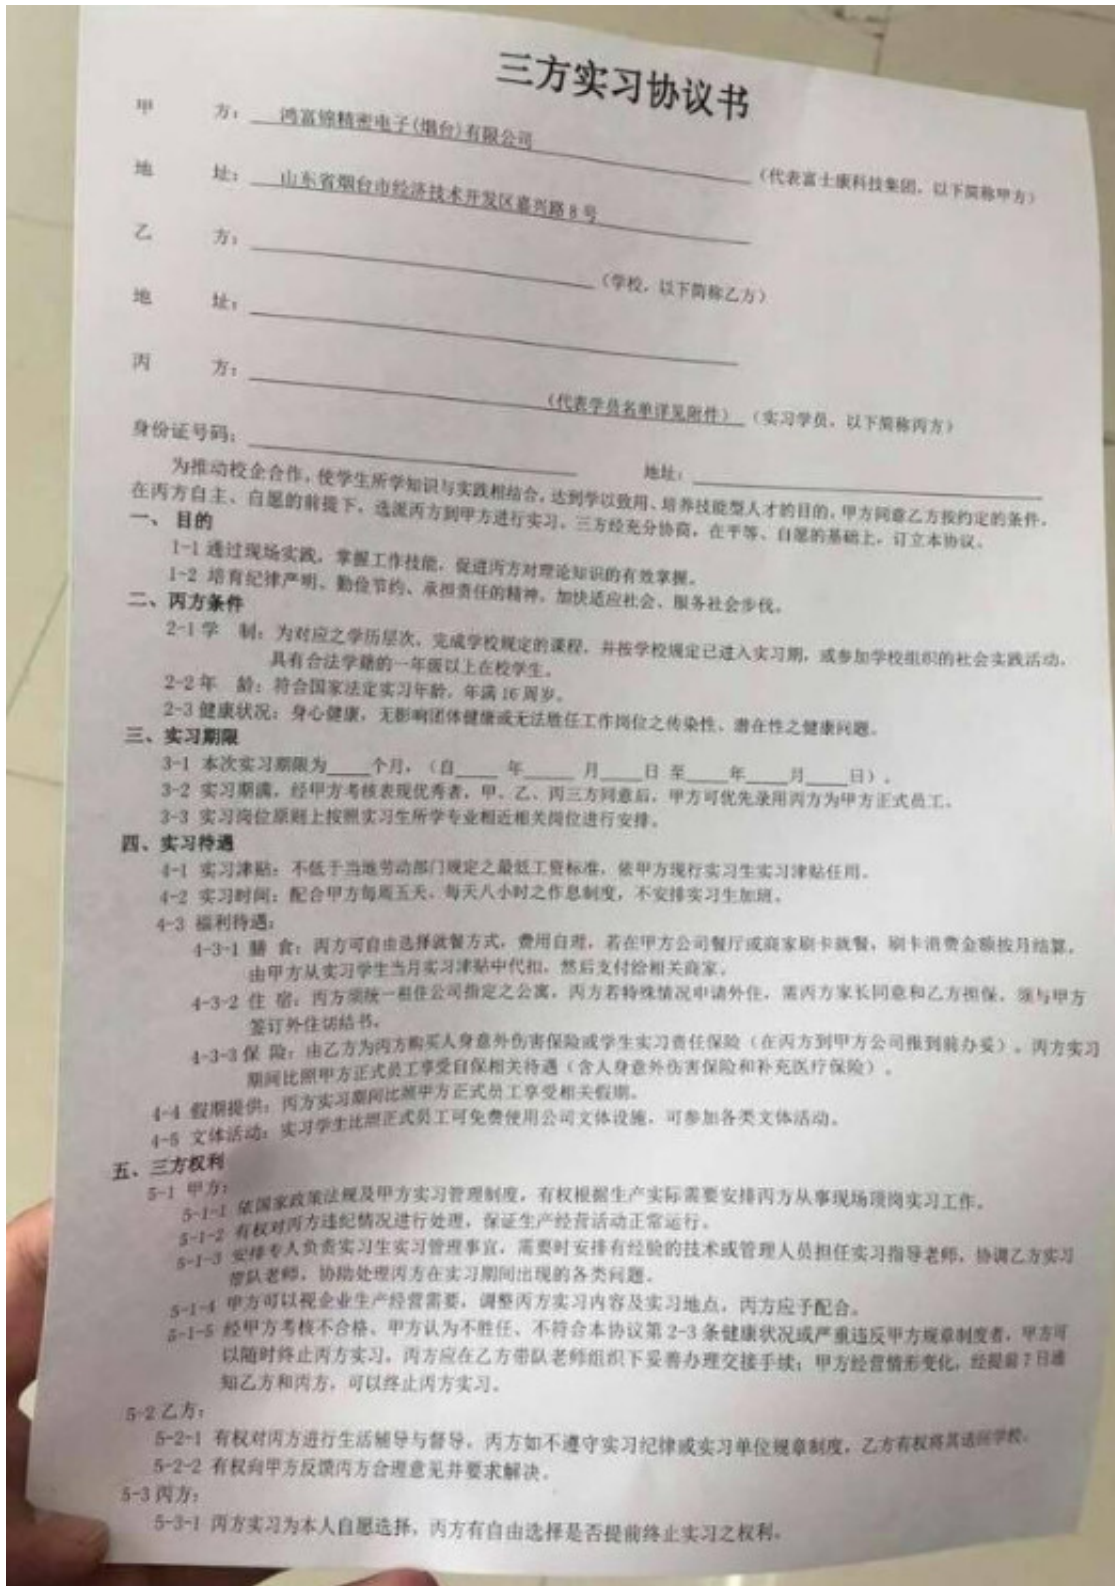 三方实习协议书
甲 方： 鸿富锦精密电子(烟台)有限公司 （代表富士康科技集团，以下简称甲方）
地 址： 山东省烟台市经济技术开发区嘉兴路8号
乙 方： （学校，以下简称乙方）
地 址：
丙 方： （代表学员名单详见附件） （实习学员，以下简称丙方）
身份证号码： 地址：
为推动校企合作，使学生所学知识与实践相结合，达到学以致用、培养技能型人才的目的，甲方同意乙方按约定的条件，
在丙方自主、自愿的前提下，选派丙方到甲方进行实习。三方经充分协商，在平等、自愿的基础上，订立本协议。
一、 目的
1-1 通过现场实践，掌握工作技能，促进丙方对理论知识的有效掌握。
1-2 培育纪律严明、勤俭节约、承担责任的精神，加快适应社会、服务社会步伐。
二、丙方条件
2-1 学 制：为对应之学历层次，完成学校规定的课程，并按学校规定已进入实习期，或参加学校组织的社会实践活动，
具有合法学籍的一年级以上在校学生。
2-2 年 龄：符合国家法定实习年龄，年满16周岁。
2-3 健康状况：身心健康，无影响团体健康或无法胜任工作岗位之传染性、潜在性之健康问题。
三、实习期限
3-1 本次实习期限为____个月，（自____年____月____日 至____年____月____日）。
3-2 实习期满，经甲方考核表现优秀者，甲、乙、丙三方同意后，甲方可优先录用丙方为甲方正式员工。
3-3 实习岗位原则上按照实习生所学专业相近相关岗位进行安排。
四、实习待遇
4-1 实习津贴：不低于当地劳动部门规定之最低工资标准，依甲方现行实习生实习津贴任用。
4-2 实习时间：配合甲方每周五天、每天八小时之作息制度，不安排实习生加班。
4-3 福利待遇：
4-3-1 膳 食：丙方可自由选择就餐方式，费用自理，若在甲方公司餐厅或商家刷卡就餐，刷卡消费金额按月结算，
由甲方从实习学生当月实习津贴中代扣，然后支付给相关商家。
4-3-2 住 宿：丙方须统一租住公司指定之公寓，丙方若特殊情况申请外住，需丙方家长同意和乙方担保，须与甲方
签订外住切结书。
4-3-3 保 险：由乙方为丙方购买人身意外伤害保险或学生实习责任保险（在丙方到甲方公司报到前办妥）。丙方实习
期间比照甲方正式员工享受自保相关待遇（含人身意外伤害保险和补充医疗保险）。
4-4 假期提供：丙方实习期间比照甲方正式员工享受相关假期。
4-5 文体活动：实习学生比照正式员工可免费使用公司文体设施，可参加各类文体活动。
五、三方权利
5-1 甲方：
5-1-1 依国家政策法规及甲方实习管理制度，有权根据生产实际需要安排丙方从事现场顶岗实习工作。
5-1-2 有权对丙方违纪情况进行处理，保证生产经营活动正常运行。
5-1-3 安排专人负责实习生实习管理事宜，需要时安排有经验的技术或管理人员担任实习指导老师，协调乙方实习
带队老师，协助处理丙方在实习期间出现的各类问题。
5-1-4 甲方可以视企业生产经营需要，调整丙方实习内容及实习地点，丙方应予配合。
5-1-5 经甲方考核不合格、甲方认为不胜任、不符合本协议第2-3条健康状况或严重违反甲方规章制度者，甲方可
以随时终止丙方实习，丙方应在乙方带队老师组织下妥善办理交接手续；甲方经营情形变化，经提前7日通
知乙方和丙方，可以终止丙方实习。
5-2 乙方：
5-2-1 有权对丙方进行生活辅导与督导，丙方如不遵守实习纪律或实习单位规章制度，乙方有权将其送回学校。
5-2-2 有权向甲方反馈丙方合理意见并要求解决。
5-3 丙方：
5-3-1 丙方实习为本人自愿选择，丙方有自由选择是否提前终止实习之权利。